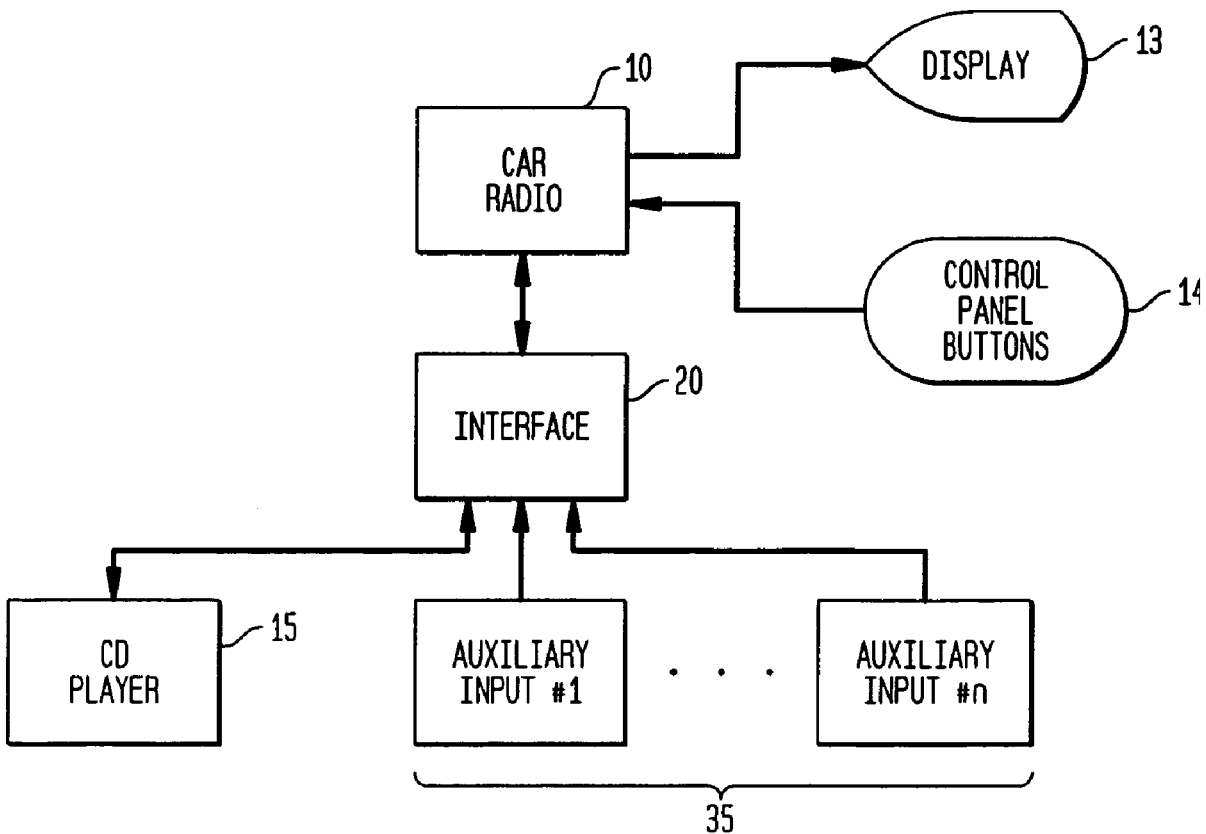 10
CAR
RADIO
DISPLAY
13
CONTROL
PANEL
BUTTONS
14
INTERFACE
20
CD
PLAYER
15
AUXILIARY
INPUT #1
. . .
AUXILIARY
INPUT #n
35